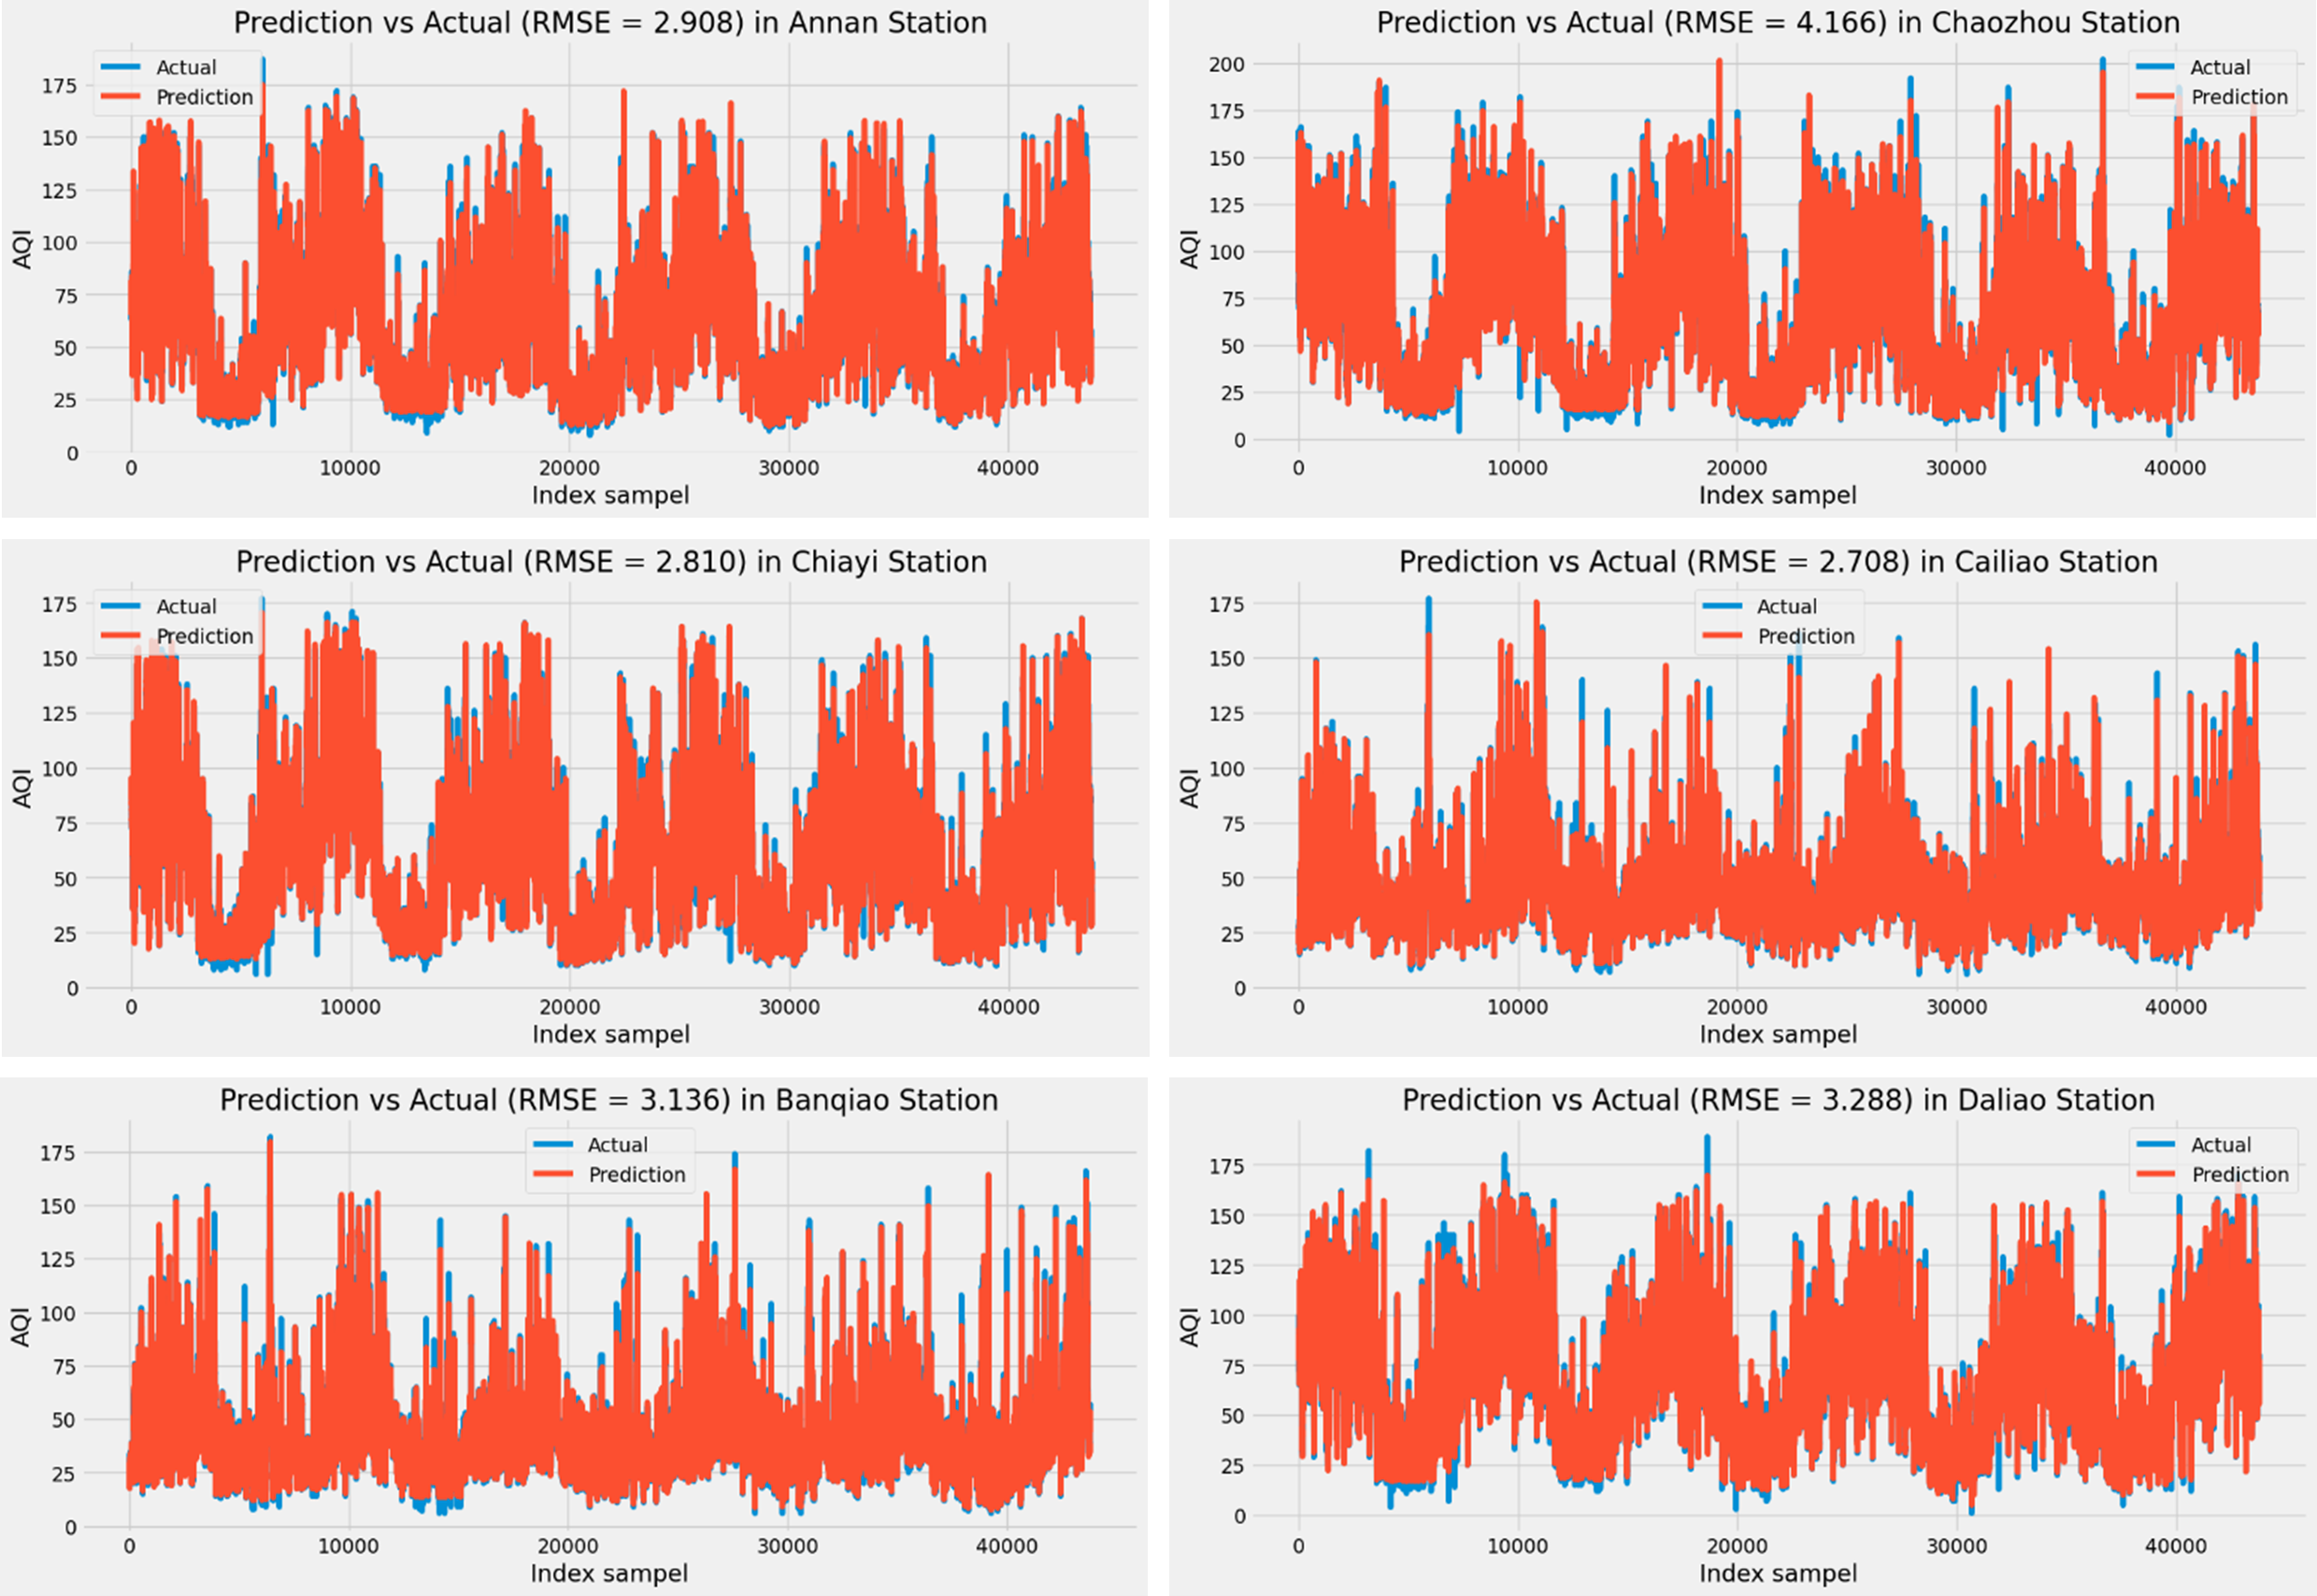 Prediction vs Actual (RMSE = 2.908) in Annan Station
Actual
Prediction
175
150
125
100
75
50
25
0
AQI
0 10000 20000 30000 40000
Index sampel
Prediction vs Actual (RMSE = 4.166) in Chaozhou Station
Actual
Prediction
200
175
150
125
100
75
50
25
0
AQI
0 10000 20000 30000 40000
Index sampel
Prediction vs Actual (RMSE = 2.810) in Chiayi Station
Actual
Prediction
175
150
125
100
75
50
25
0
AQI
0 10000 20000 30000 40000
Index sampel
Prediction vs Actual (RMSE = 2.708) in Cailiao Station
Actual
Prediction
175
150
125
100
75
50
25
0
AQI
0 10000 20000 30000 40000
Index sampel
Prediction vs Actual (RMSE = 3.136) in Banqiao Station
Actual
Prediction
175
150
125
100
75
50
25
0
AQI
0 10000 20000 30000 40000
Index sampel
Prediction vs Actual (RMSE = 3.288) in Daliao Station
Actual
Prediction
175
150
125
100
75
50
25
0
AQI
0 10000 20000 30000 40000
Index sampel